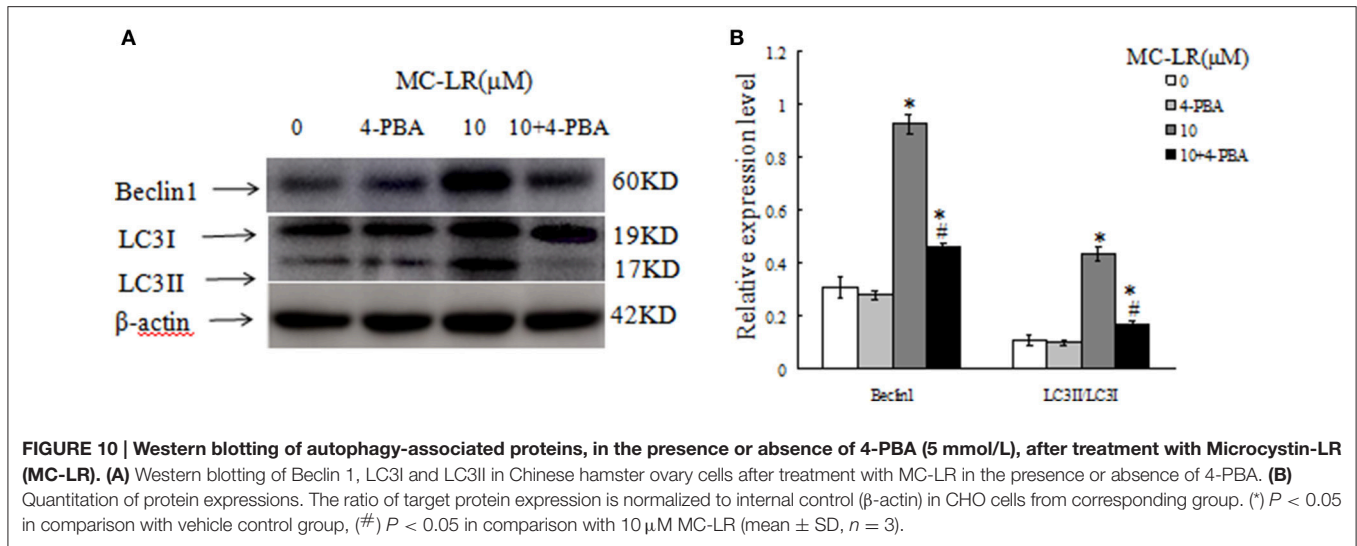 A
MC-LR(μM)
0 4-PBA 10 10+4-PBA
Beclin1 60KD
LC3I 19KD
LC3II 17KD
β-actin 42KD
B
MC-LR(μM)
0
4-PBA
10
10+4-PBA
Relative expression level
1.2
1
0.8
0.6
0.4
0.2
0
*
*
#
*
*
#
Beclin1 LC3II/LC3I
FIGURE 10 | Western blotting of autophagy-associated proteins, in the presence or absence of 4-PBA (5 mmol/L), after treatment with Microcystin-LR
(MC-LR). (A) Western blotting of Beclin 1, LC3I and LC3II in Chinese hamster ovary cells after treatment with MC-LR in the presence or absence of 4-PBA. (B)
Quantitation of protein expressions. The ratio of target protein expression is normalized to internal control (β-actin) in CHO cells from corresponding group. (*) P < 0.05
in comparison with vehicle control group, (#) P < 0.05 in comparison with 10 μM MC-LR (mean ± SD, n = 3).